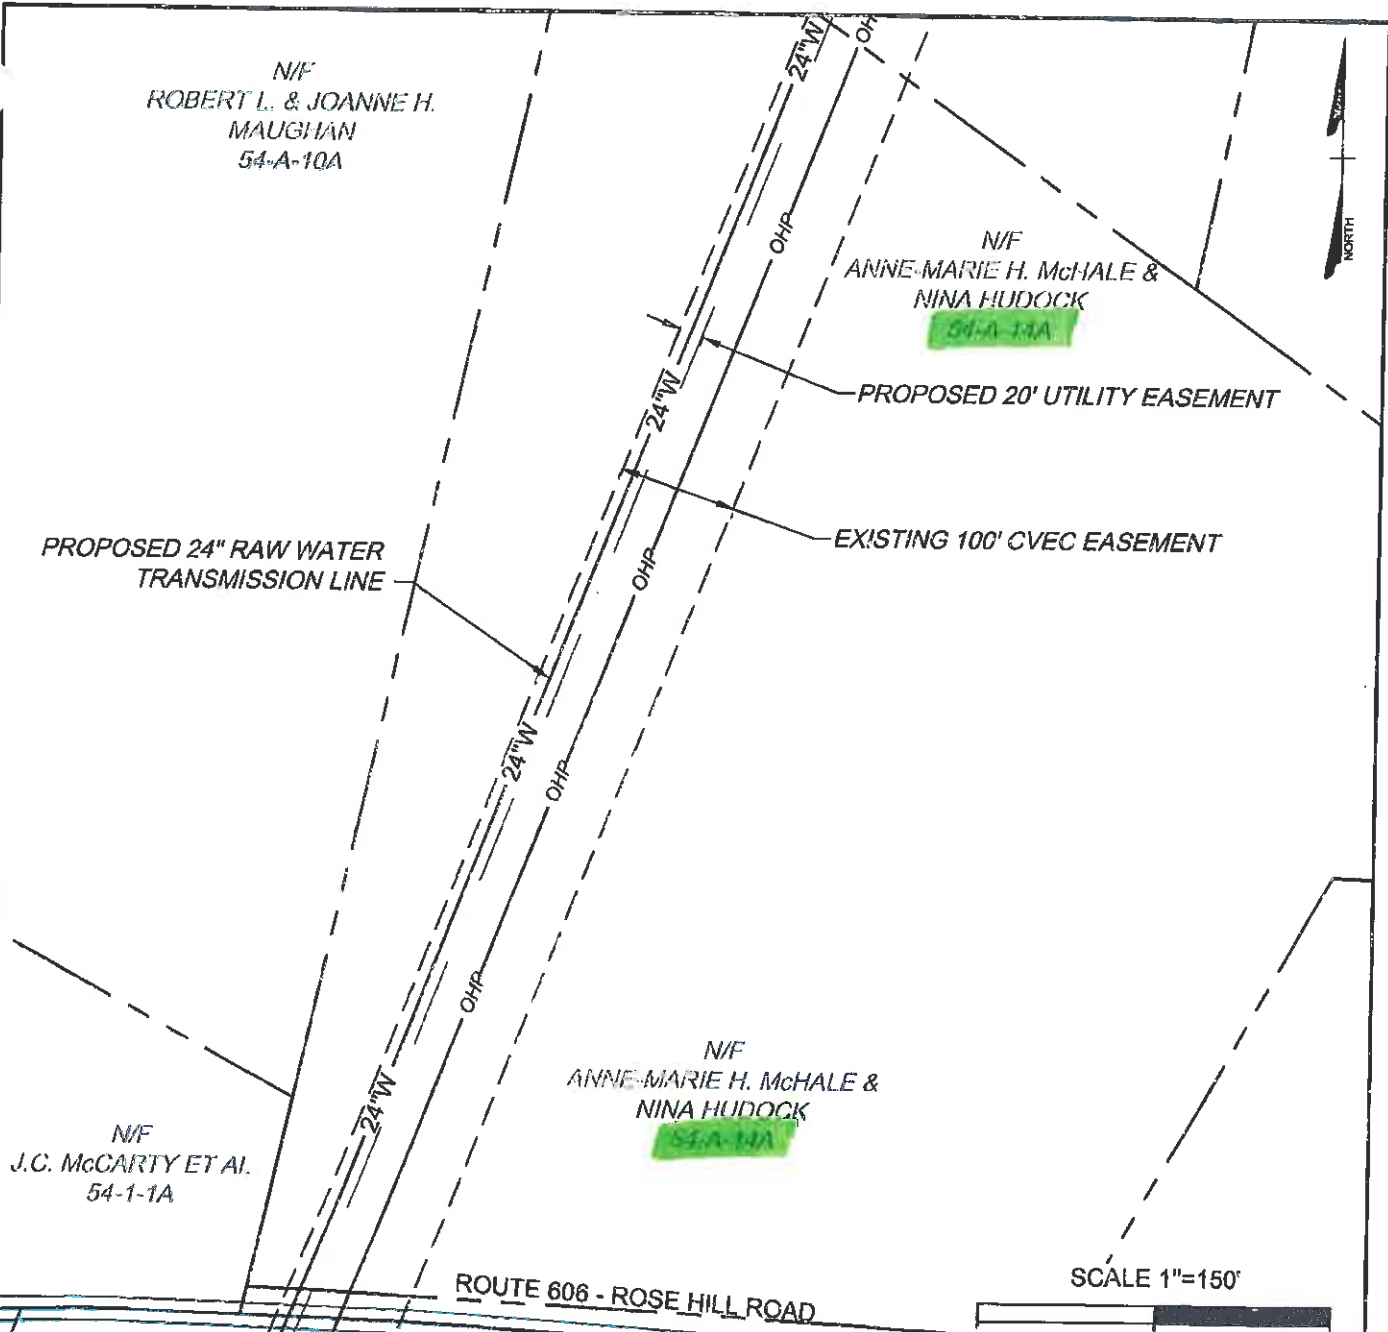 N/F
ROBERT L. & JOANNE H.
MAUGHAN
54-A-10A
24"W
OH
OHP
NORTH
N/F
ANNE-MARIE H. McHALE &
NINA HUDOCK
54-A-14A
24"W
PROPOSED 20' UTILITY EASEMENT
EXISTING 100' CVEC EASEMENT
PROPOSED 24" RAW WATER
TRANSMISSION LINE
OHP
24"W
OHP
OHP
24"W
N/F
ANNE-MARIE H. McHALE &
NINA HUDOCK
54-A-14A
N/F
J.C. McCARTY ET AL
54-1-1A
ROUTE 606 - ROSE HILL ROAD
SCALE 1"=150'